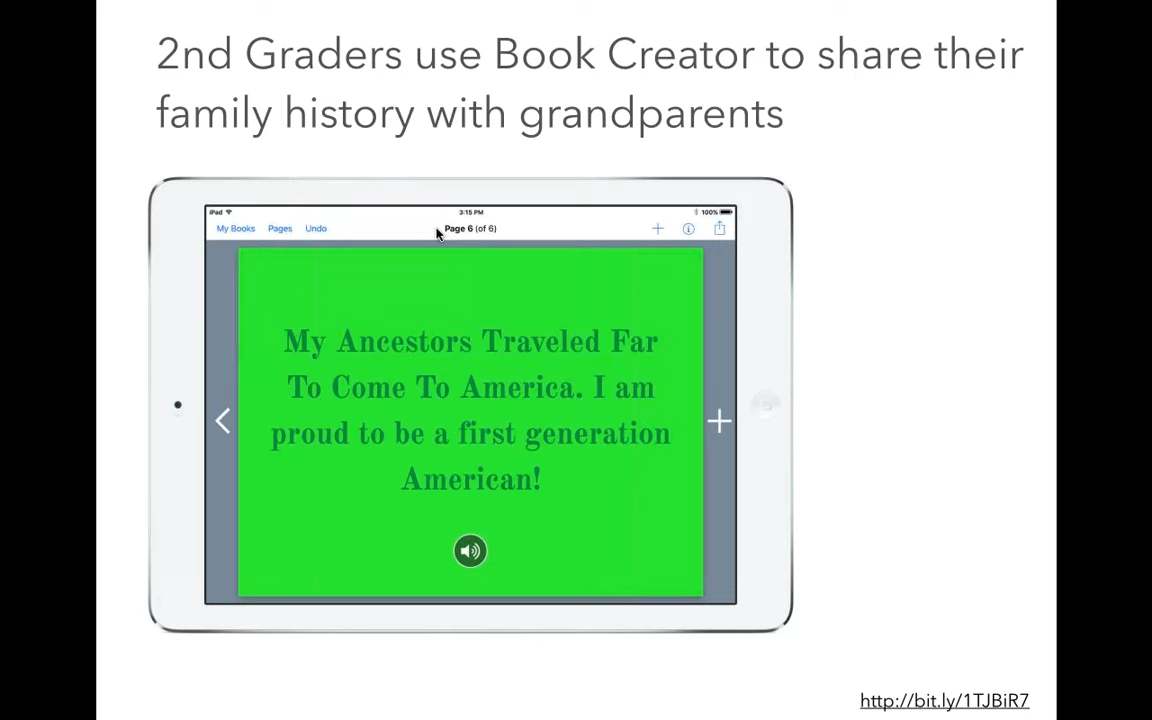 2nd Graders use Book Creator to share their
family history with grandparents
iPad 3:15 PM 100%
My Books Pages Undo Page 6 (of 6)
My Ancestors Traveled Far
To Come To America. I am
proud to be a first generation
American!
http://bit.ly/1TJBiR7